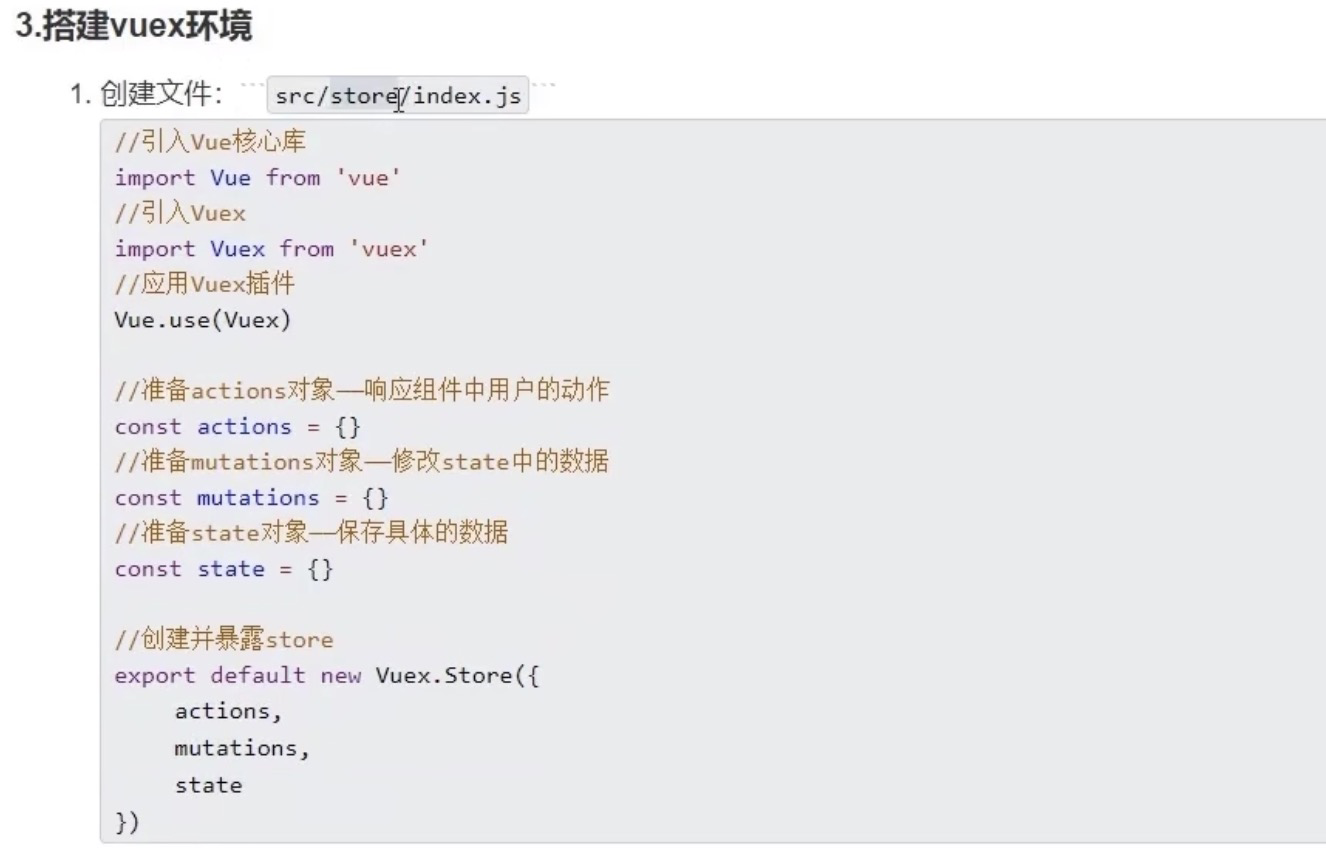 3.搭建vuex环境
1. 创建文件： ``` src/store/index.js ```
//引入Vue核心库
import Vue from 'vue'
//引入Vuex
import Vuex from 'vuex'
//应用Vuex插件
Vue.use(Vuex)
//准备actions对象——响应组件中用户的动作
const actions = {}
//准备mutations对象——修改state中的数据
const mutations = {}
//准备state对象——保存具体的数据
const state = {}
//创建并暴露store
export default new Vuex.Store({
actions,
mutations,
state
})